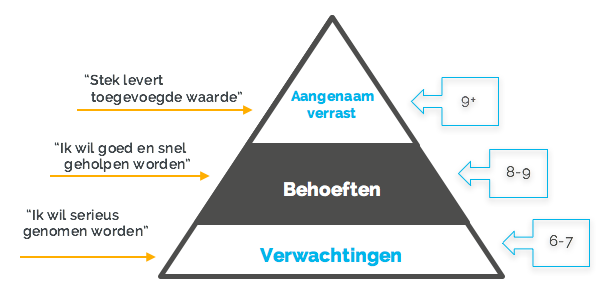 “Stek levert
toegevoegde waarde”
Aangenaam
verrast
9+
“Ik wil goed en snel
geholpen worden”
Behoeften
8-9
“Ik wil serieus
genomen worden”
Verwachtingen
6-7